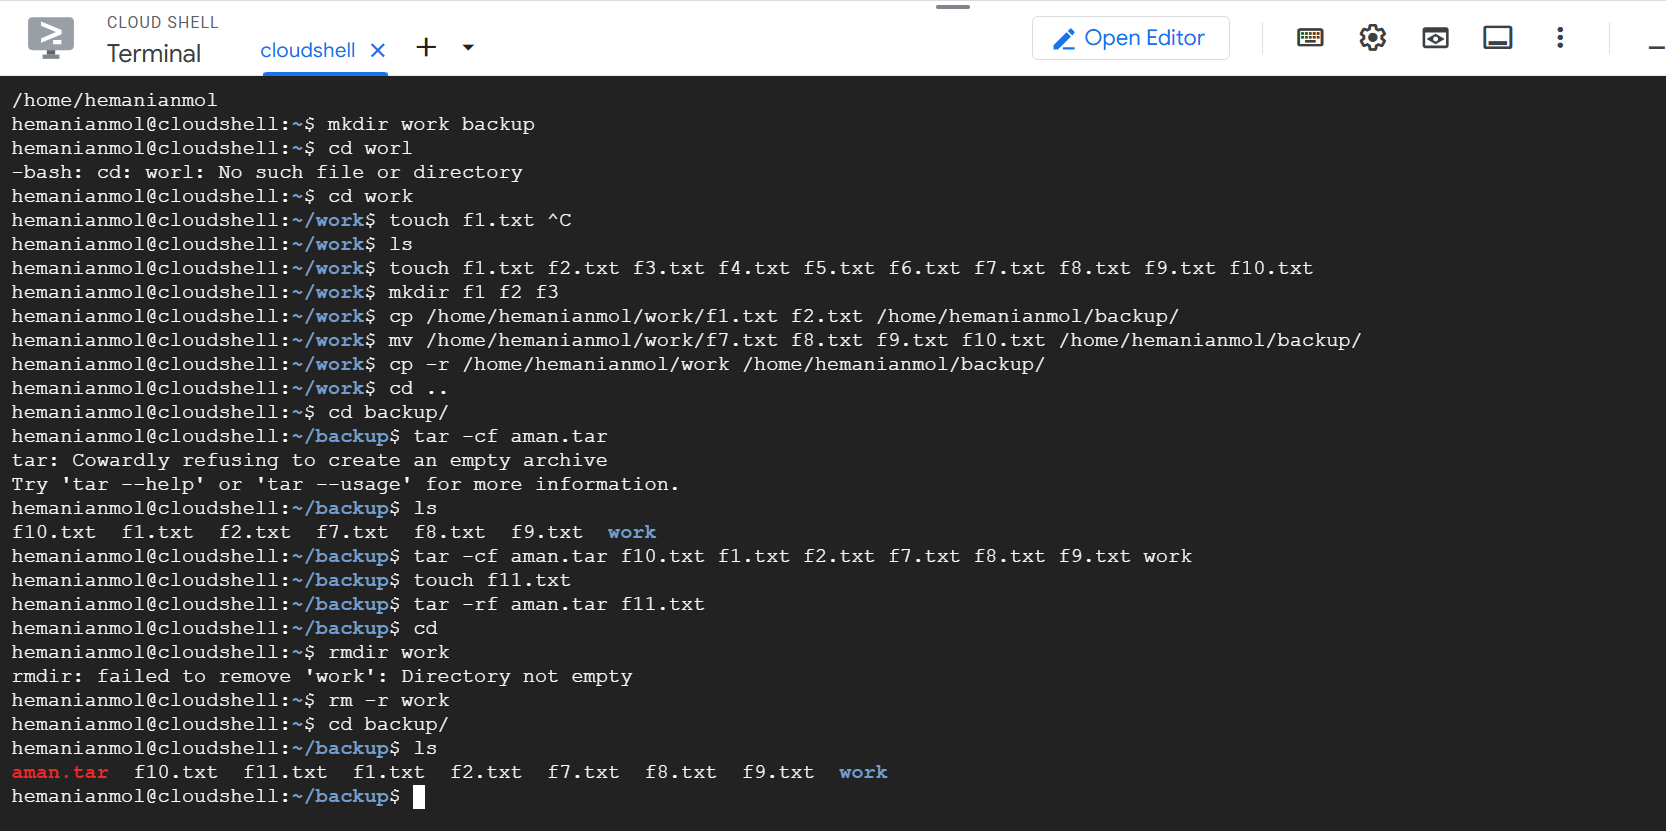 CLOUD SHELL
Terminal
cloudshell
Open Editor
/home/hemanianmol
hemanianmol@cloudshell:~$ mkdir work backup
hemanianmol@cloudshell:~$ cd worl
-bash: cd: worl: No such file or directory
hemanianmol@cloudshell:~$ cd work
hemanianmol@cloudshell:~/work$ touch f1.txt ^C
hemanianmol@cloudshell:~/work$ ls
hemanianmol@cloudshell:~/work$ touch f1.txt f2.txt f3.txt f4.txt f5.txt f6.txt f7.txt f8.txt f9.txt f10.txt
hemanianmol@cloudshell:~/work$ mkdir f1 f2 f3
hemanianmol@cloudshell:~/work$ cp /home/hemanianmol/work/f1.txt f2.txt /home/hemanianmol/backup/
hemanianmol@cloudshell:~/work$ mv /home/hemanianmol/work/f7.txt f8.txt f9.txt f10.txt /home/hemanianmol/backup/
hemanianmol@cloudshell:~/work$ cp -r /home/hemanianmol/work /home/hemanianmol/backup/
hemanianmol@cloudshell:~/work$ cd ..
hemanianmol@cloudshell:~$ cd backup/
hemanianmol@cloudshell:~/backup$ tar -cf aman.tar
tar: Cowardly refusing to create an empty archive
Try 'tar --help' or 'tar --usage' for more information.
hemanianmol@cloudshell:~/backup$ ls
f10.txt  f1.txt  f2.txt  f7.txt  f8.txt  f9.txt  work
hemanianmol@cloudshell:~/backup$ tar -cf aman.tar f10.txt f1.txt f2.txt f7.txt f8.txt f9.txt work
hemanianmol@cloudshell:~/backup$ touch f11.txt
hemanianmol@cloudshell:~/backup$ tar -rf aman.tar f11.txt
hemanianmol@cloudshell:~/backup$ cd
hemanianmol@cloudshell:~$ rmdir work
rmdir: failed to remove 'work': Directory not empty
hemanianmol@cloudshell:~$ rm -r work
hemanianmol@cloudshell:~$ cd backup/
hemanianmol@cloudshell:~/backup$ ls
aman.tar  f10.txt  f11.txt  f1.txt  f2.txt  f7.txt  f8.txt  f9.txt  work
hemanianmol@cloudshell:~/backup$